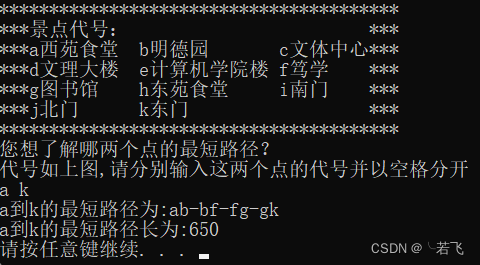 ****************************************
***景点代号: ***
***a西苑食堂 b明德园 c文体中心***
***d文理大楼 e计算机学院楼 f笃学 ***
***g图书馆 h东苑食堂 i南门 ***
***j北门 k东门 ***
****************************************
您想了解哪两个点的最短路径?
代号如上图,请分别输入这两个点的代号并以空格分开
a k
a到k的最短路径为:ab-bf-fg-gk
a到k的最短路径长为:650
请按任意键继续. . .
CSDN @╰若飞